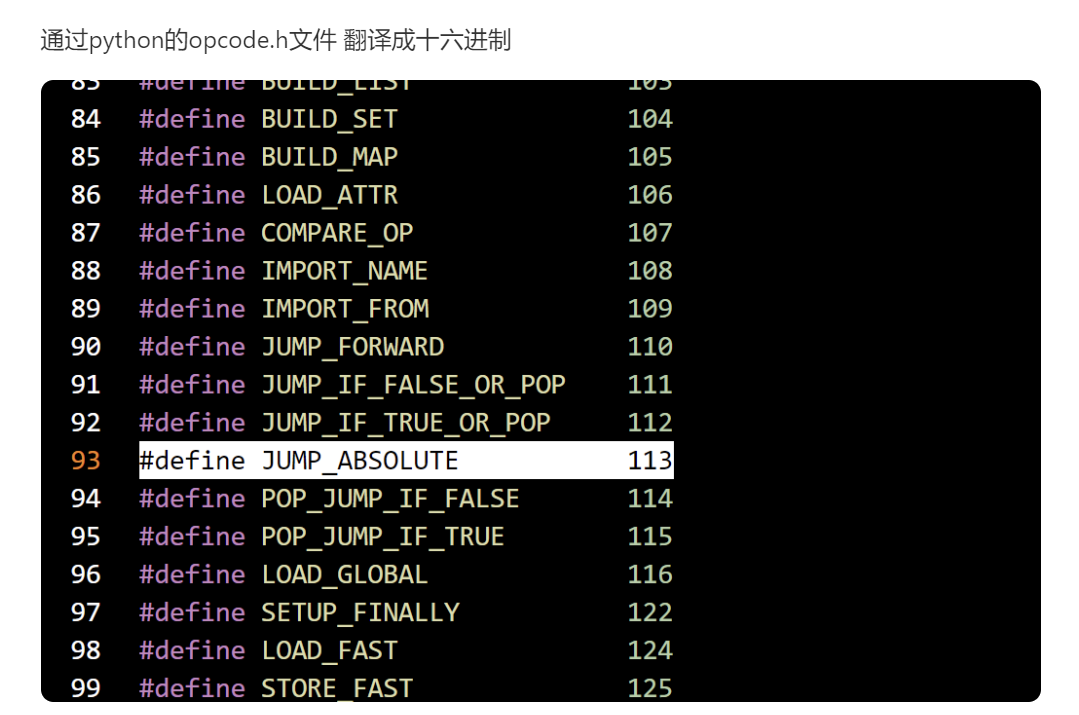 通过python的opcode.h文件 翻译成十六进制
83 #define BUILD_LIST 103
84 #define BUILD_SET 104
85 #define BUILD_MAP 105
86 #define LOAD_ATTR 106
87 #define COMPARE_OP 107
88 #define IMPORT_NAME 108
89 #define IMPORT_FROM 109
90 #define JUMP_FORWARD 110
91 #define JUMP_IF_FALSE_OR_POP 111
92 #define JUMP_IF_TRUE_OR_POP 112
93 #define JUMP_ABSOLUTE 113
94 #define POP_JUMP_IF_FALSE 114
95 #define POP_JUMP_IF_TRUE 115
96 #define LOAD_GLOBAL 116
97 #define SETUP_FINALLY 122
98 #define LOAD_FAST 124
99 #define STORE_FAST 125